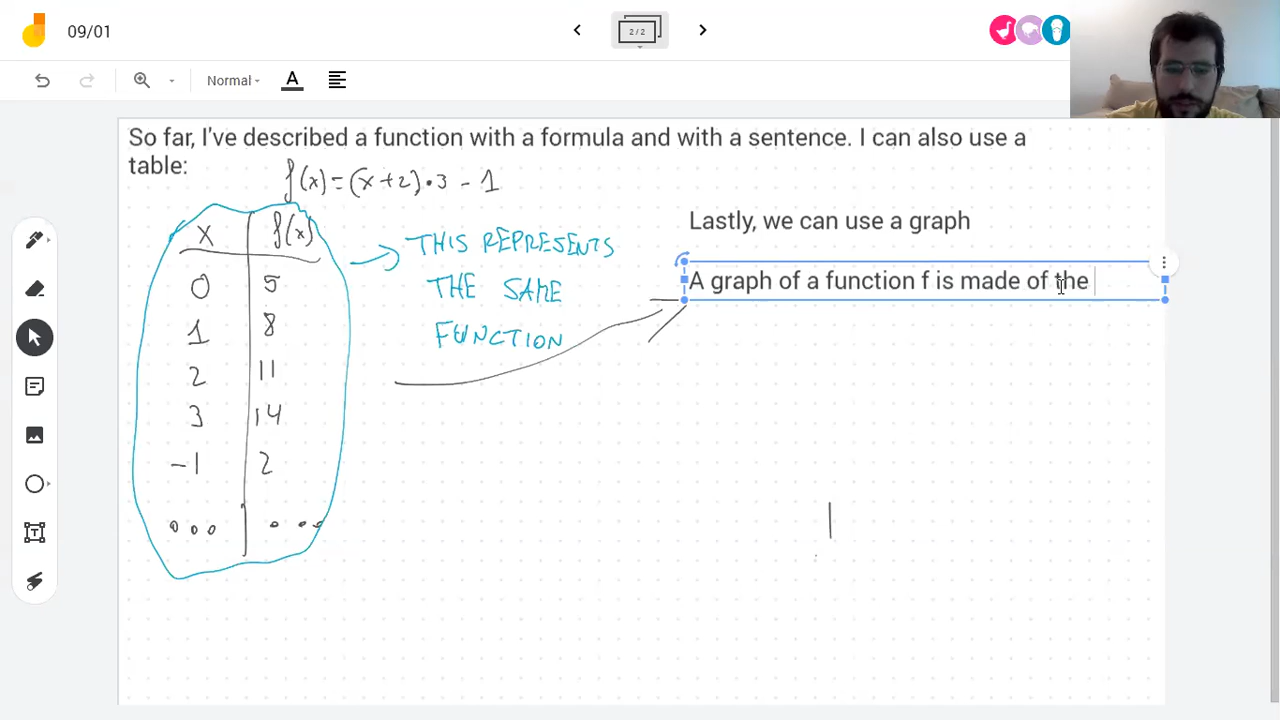 09/01
2/2
Normal
So far, I've described a function with a formula and with a sentence. I can also use a
table:
f(x)=(x+2)•3 -1
x f(x)
0 5
1 8
2 11
3 14
-1 2
... ...
→ THIS REPRESENTS
THE SAME
FUNCTION
Lastly, we can use a graph
A graph of a function f is made of the